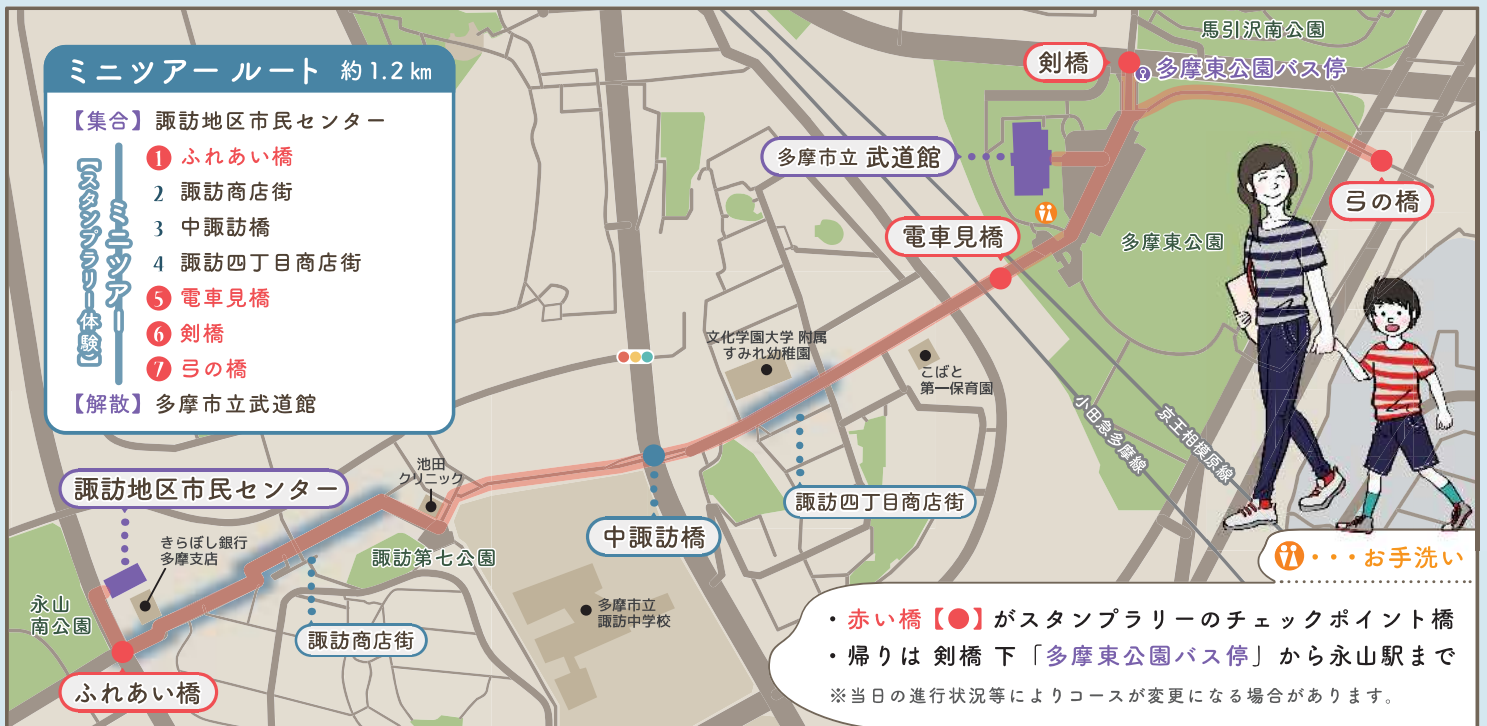 ミニツアー ルート 約1.2km
【集合】諏訪地区市民センター
ミニツアー
【スタンプラリー体験】
1 ふれあい橋
2 諏訪商店街
3 中諏訪橋
4 諏訪四丁目商店街
5 電車見橋
6 剣橋
7 弓の橋
【解散】多摩市立武道館
馬引沢南公園
剣橋
多摩東公園バス停
多摩市立 武道館
弓の橋
電車見橋
多摩東公園
文化学園大学 附属
すみれ幼稚園
こばと
第一保育園
小田急多摩線
京王相模原線
池田
クリニック
諏訪地区市民センター
諏訪四丁目商店街
中諏訪橋
きらぼし銀行
多摩支店
諏訪第七公園
永山
南公園
多摩市立
諏訪中学校
諏訪商店街
ふれあい橋
・・・お手洗い
・赤い橋【●】がスタンプラリーのチェックポイント橋
・帰りは 剣橋 下「多摩東公園バス停」から永山駅まで
※当日の進行状況等によりコースが変更になる場合があります。